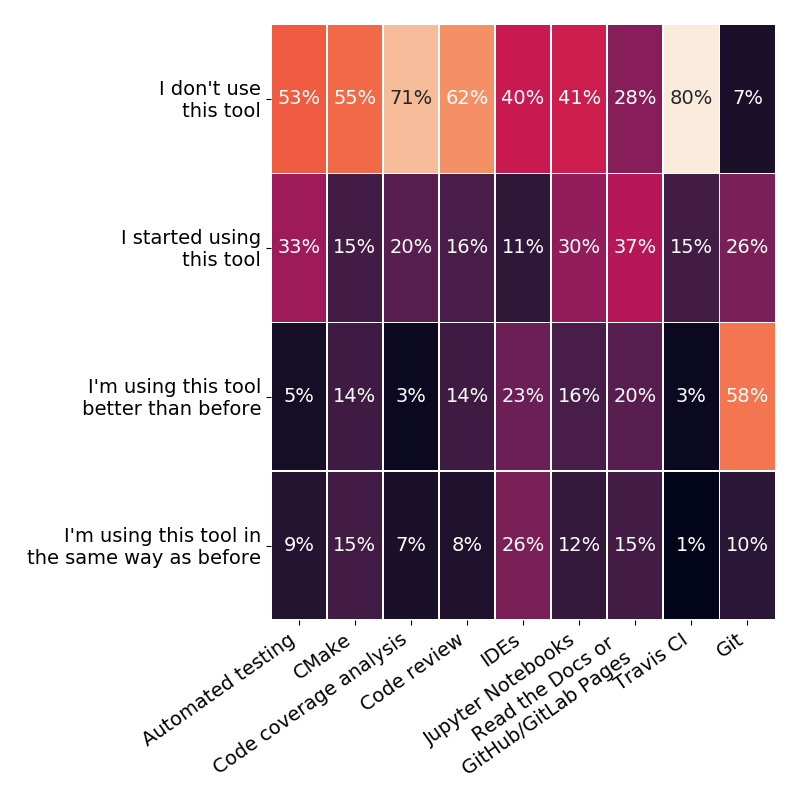 I don't use
this tool
53% 55% 71% 62% 40% 41% 28% 80% 7%
I started using
this tool
33% 15% 20% 16% 11% 30% 37% 15% 26%
I'm using this tool
better than before
5% 14% 3% 14% 23% 16% 20% 3% 58%
I'm using this tool in
the same way as before
9% 15% 7% 8% 26% 12% 15% 1% 10%
Automated testing
CMake
Code coverage analysis
Code review
IDEs
Jupyter Notebooks
Read the Docs or
GitHub/GitLab Pages
Travis CI
Git